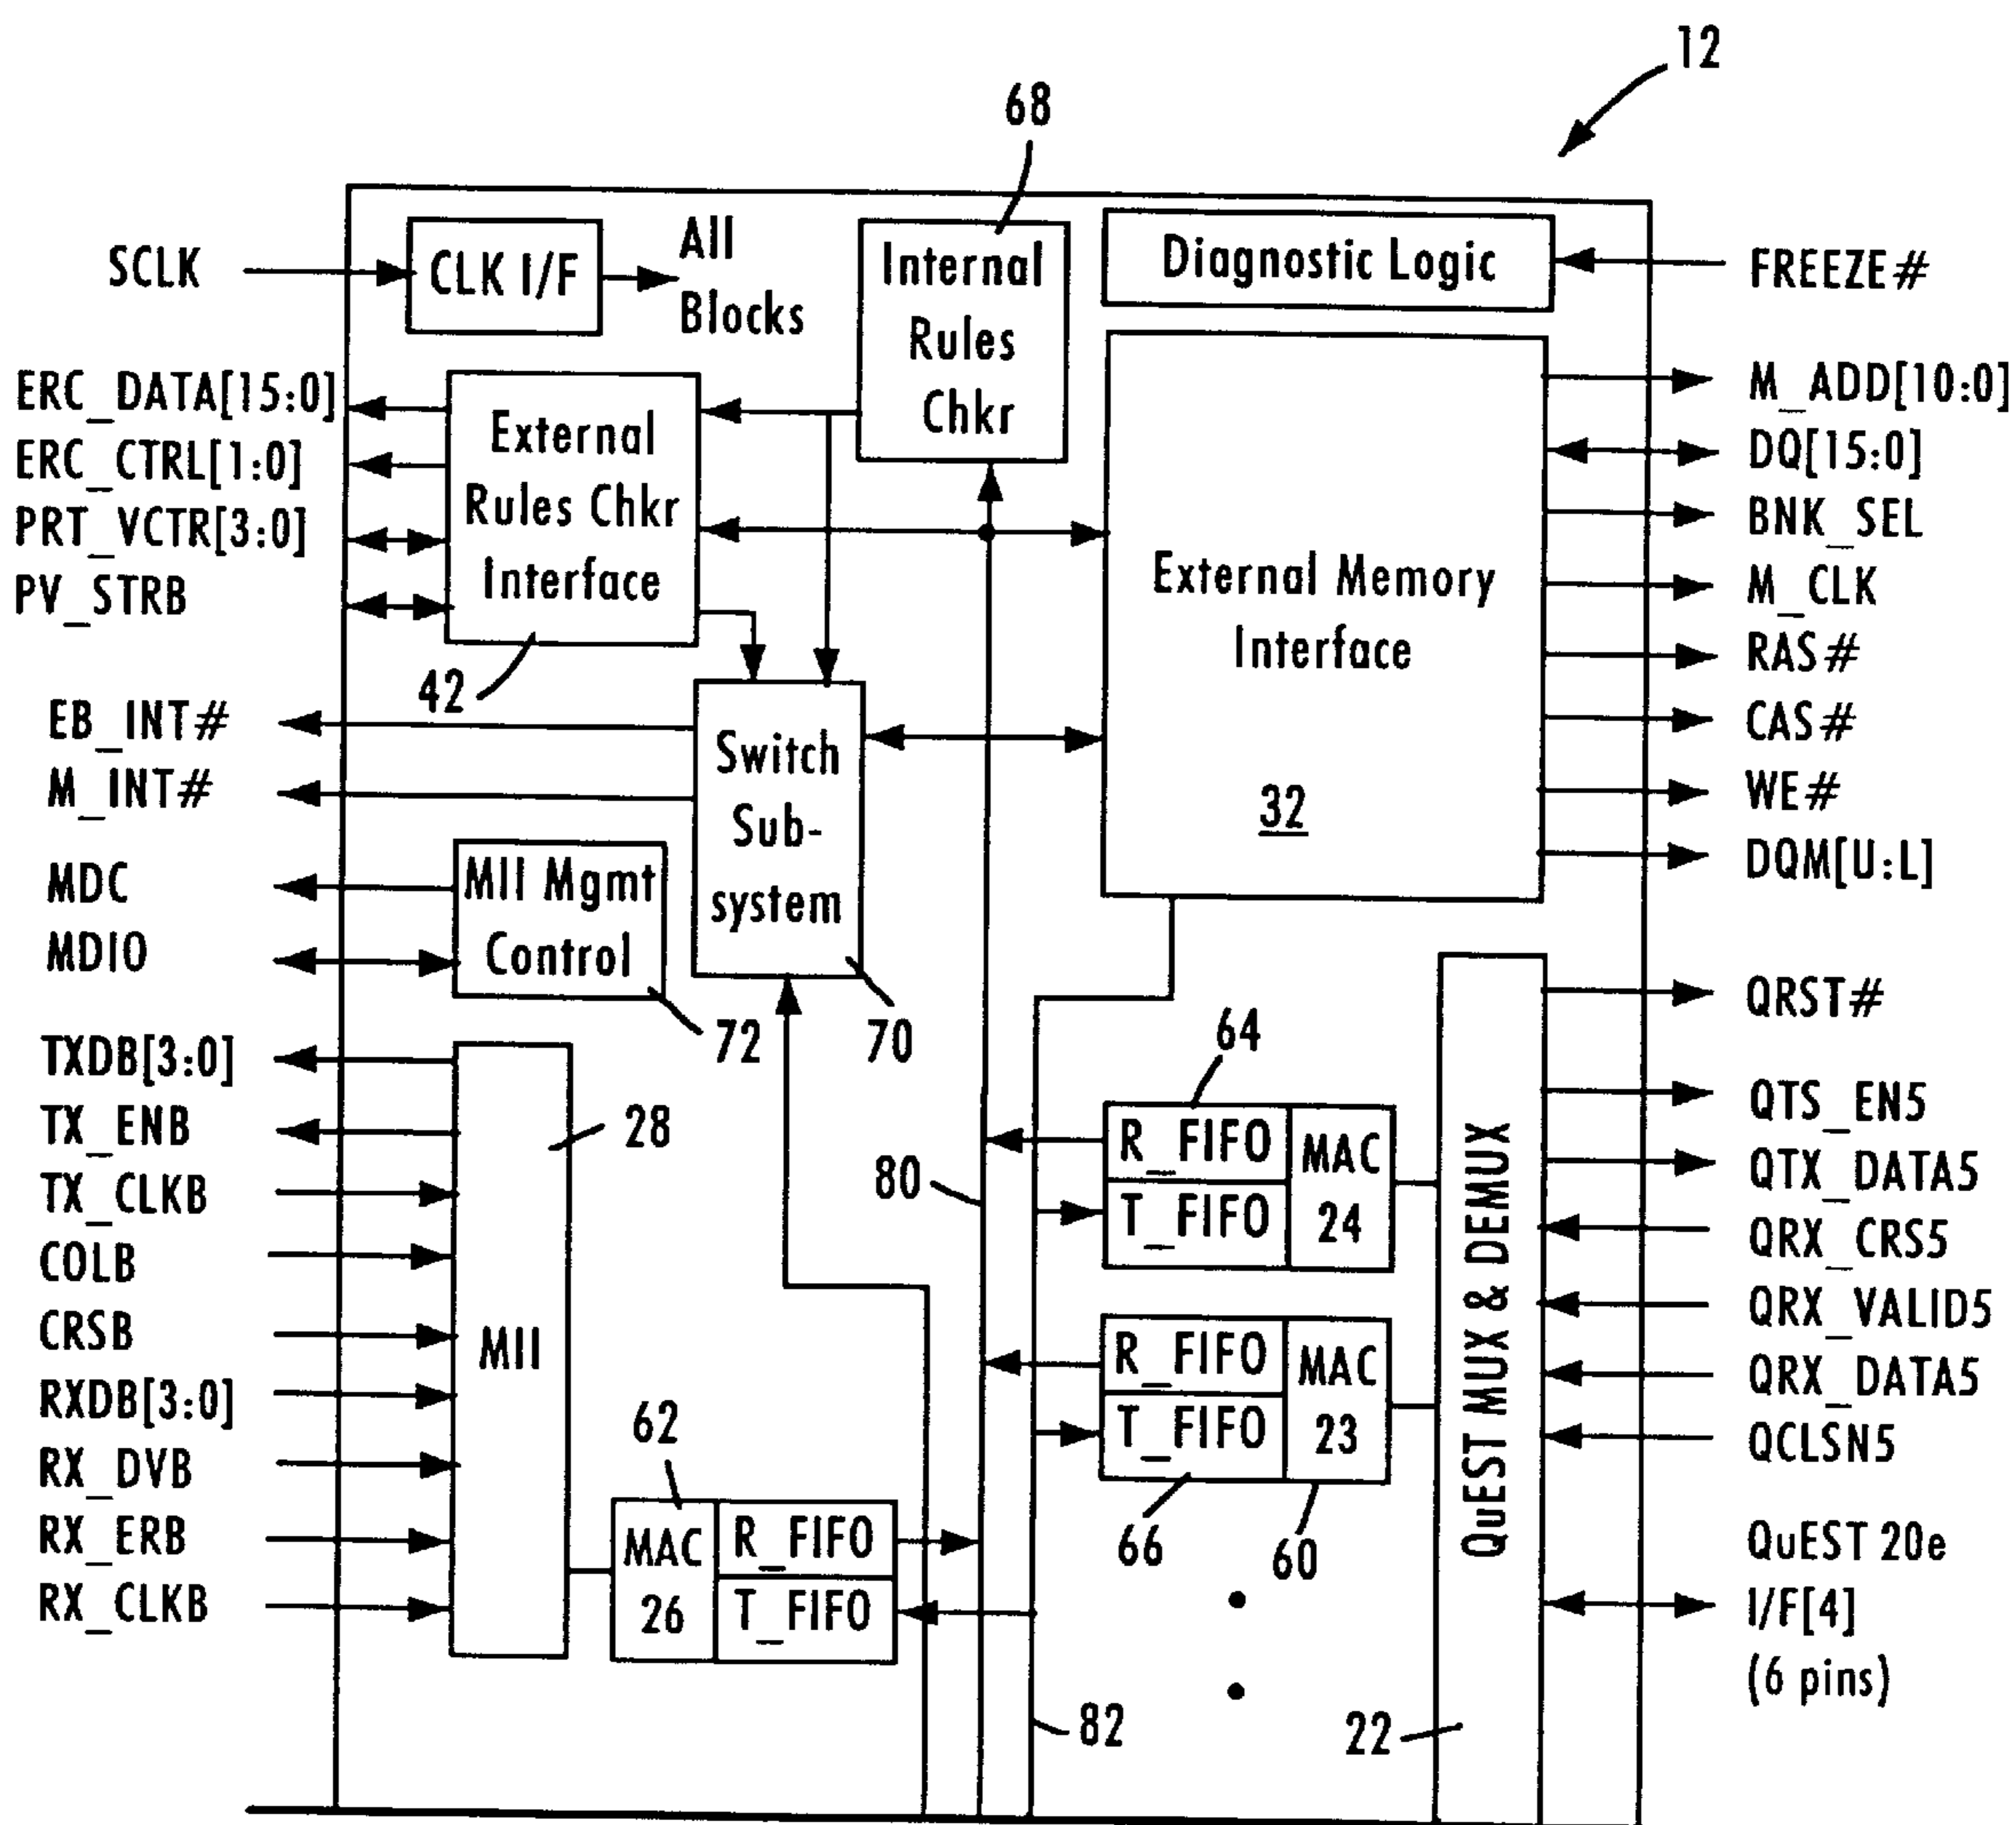 12
68
SCLK
CLK I/F
All
Blocks
Internal
Rules
Chkr
Diagnostic Logic
FREEZE#
ERC_DATA[15:0]
ERC_CTRL[1:0]
PRT_VCTR[3:0]
PV_STRB
External
Rules Chkr
Interface
42
External Memory
Interface
32
M_ADD[10:0]
DQ[15:0]
BNK_SEL
M_CLK
RAS#
CAS#
WE#
DQM[U:L]
EB_INT#
M_INT#
Switch
Sub-
system
70
MDC
MDIO
MII Mgmt
Control
72
TXDB[3:0]
TX_ENB
TX_CLKB
COLB
CRSB
RXDB[3:0]
RX_DVB
RX_ERB
RX_CLKB
MII
28
62
MAC
26
R_FIFO
T_FIFO
80
82
64
R_FIFO
T_FIFO
MAC
24
R_FIFO
T_FIFO
MAC
23
66
60
QuEST MUX & DEMUX
22
QRST#
QTS_EN5
QTX_DATA5
QRX_CRS5
QRX_VALID5
QRX_DATA5
QCLSN5
QuEST 20e
I/F[4]
(6 pins)